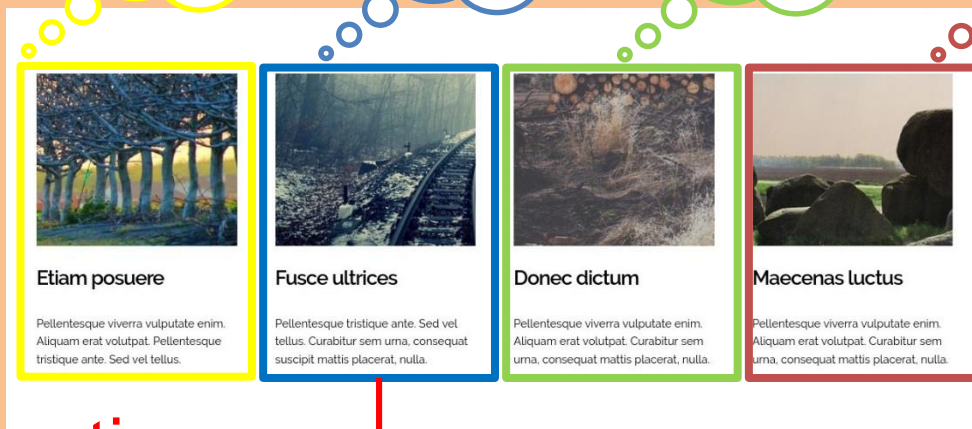 Etiam posuere
Pellentesque viverra vulputate enim.
Aliquam erat volutpat. Pellentesque
tristique ante. Sed vel tellus.
Fusce ultrices
Pellentesque tristique ante. Sed vel
tellus. Curabitur sem urna, consequat
suscipit mattis placerat, nulla.
Donec dictum
Pellentesque viverra vulputate enim.
Aliquam erat volutpat. Curabitur sem
urna, consequat mattis placerat, nulla.
Maecenas luctus
Pellentesque viverra vulputate enim.
Aliquam erat volutpat. Curabitur sem
urna, consequat mattis placerat, nulla.